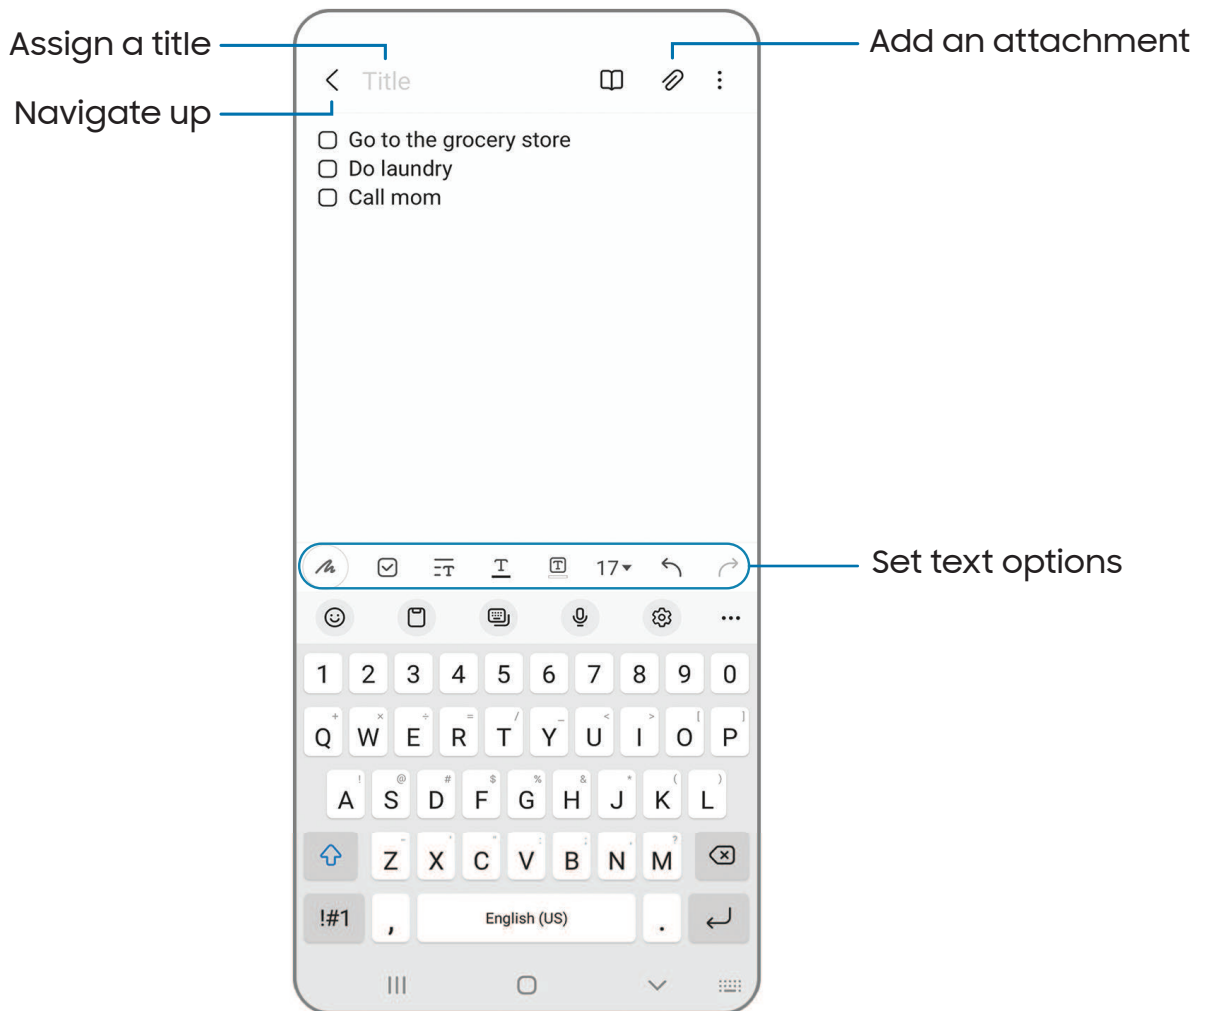 Assign a title
Add an attachment
Title
Navigate up
Go to the grocery store
Do laundry
Call mom
T T T 17
Set text options
1 2 3 4 5 6 7 8 9 0
+ × ÷ = / _ < > [ ]
Q W E R T Y U I O P
! @ # $ % & * ( )
A S D F G H J K L
- ' " : ; , ?
Z X C V B N M
!#1 , English (US) .